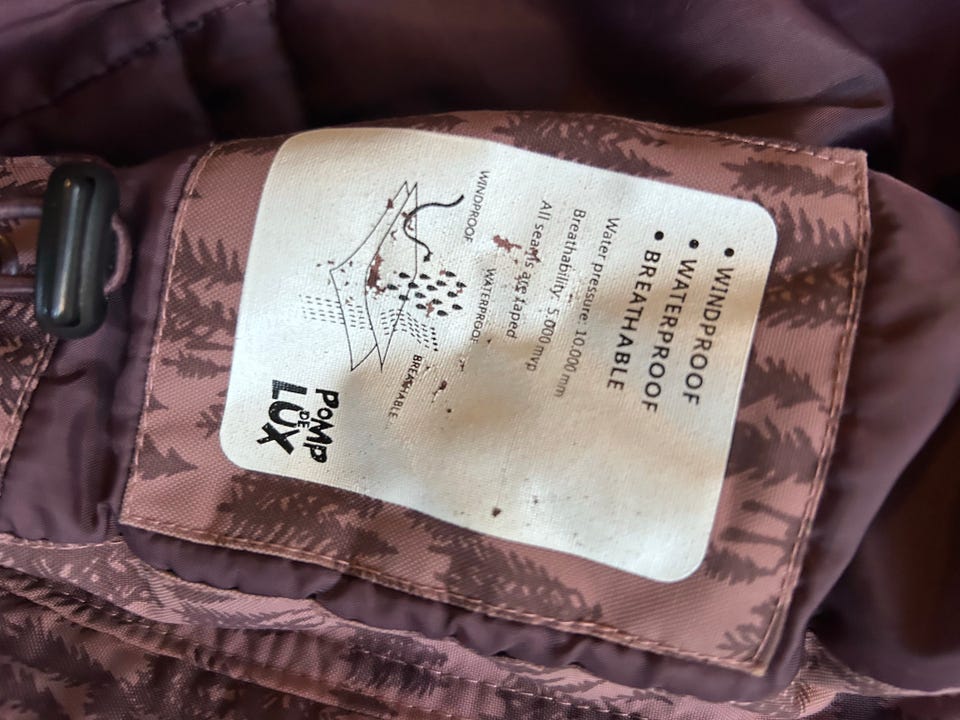 • WINDPROOF
• WATERPROOF
• BREATHABLE
Water pressure: 10.000 mm
Breathability: 5.000 mvp
All seams are taped
WINDPROOF
WATERPROOF
BREATABLE
POMP
DE
LUX